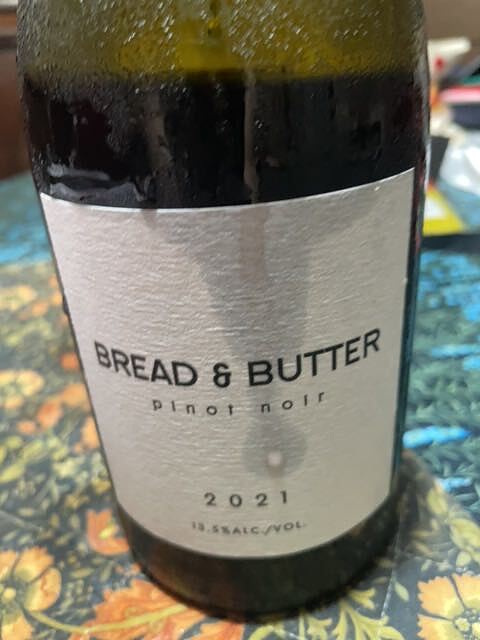 BREAD & BUTTER
pinot noir
2021
13.5%ALC./VOL.